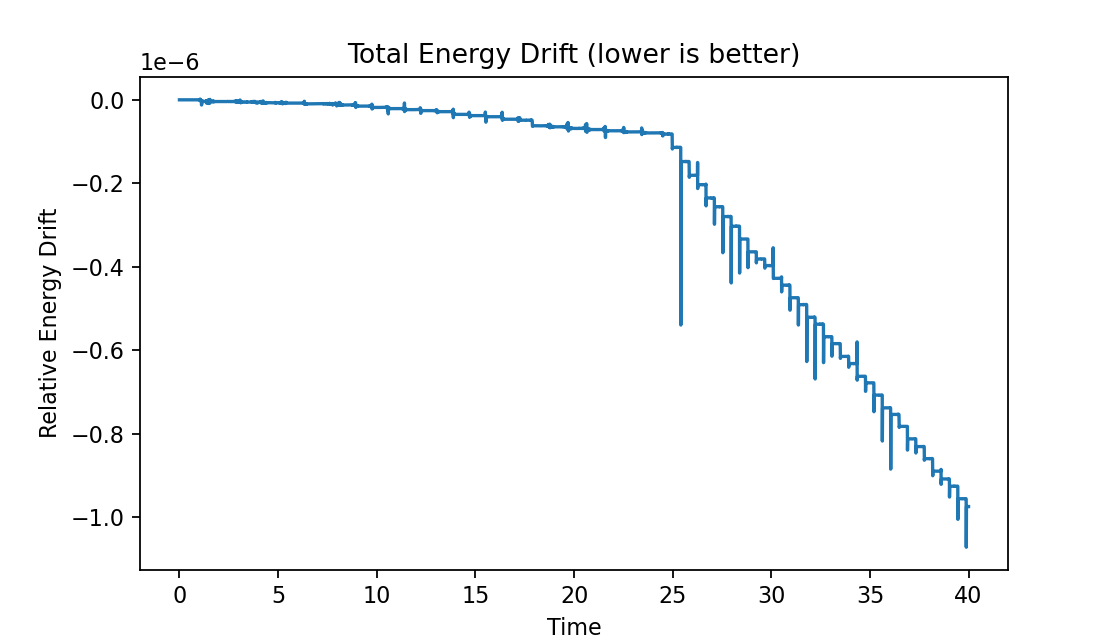 Total Energy Drift (lower is better)
1e−6
0.0
−0.2
−0.4
−0.6
−0.8
−1.0
Relative Energy Drift
0 5 10 15 20 25 30 35 40
Time